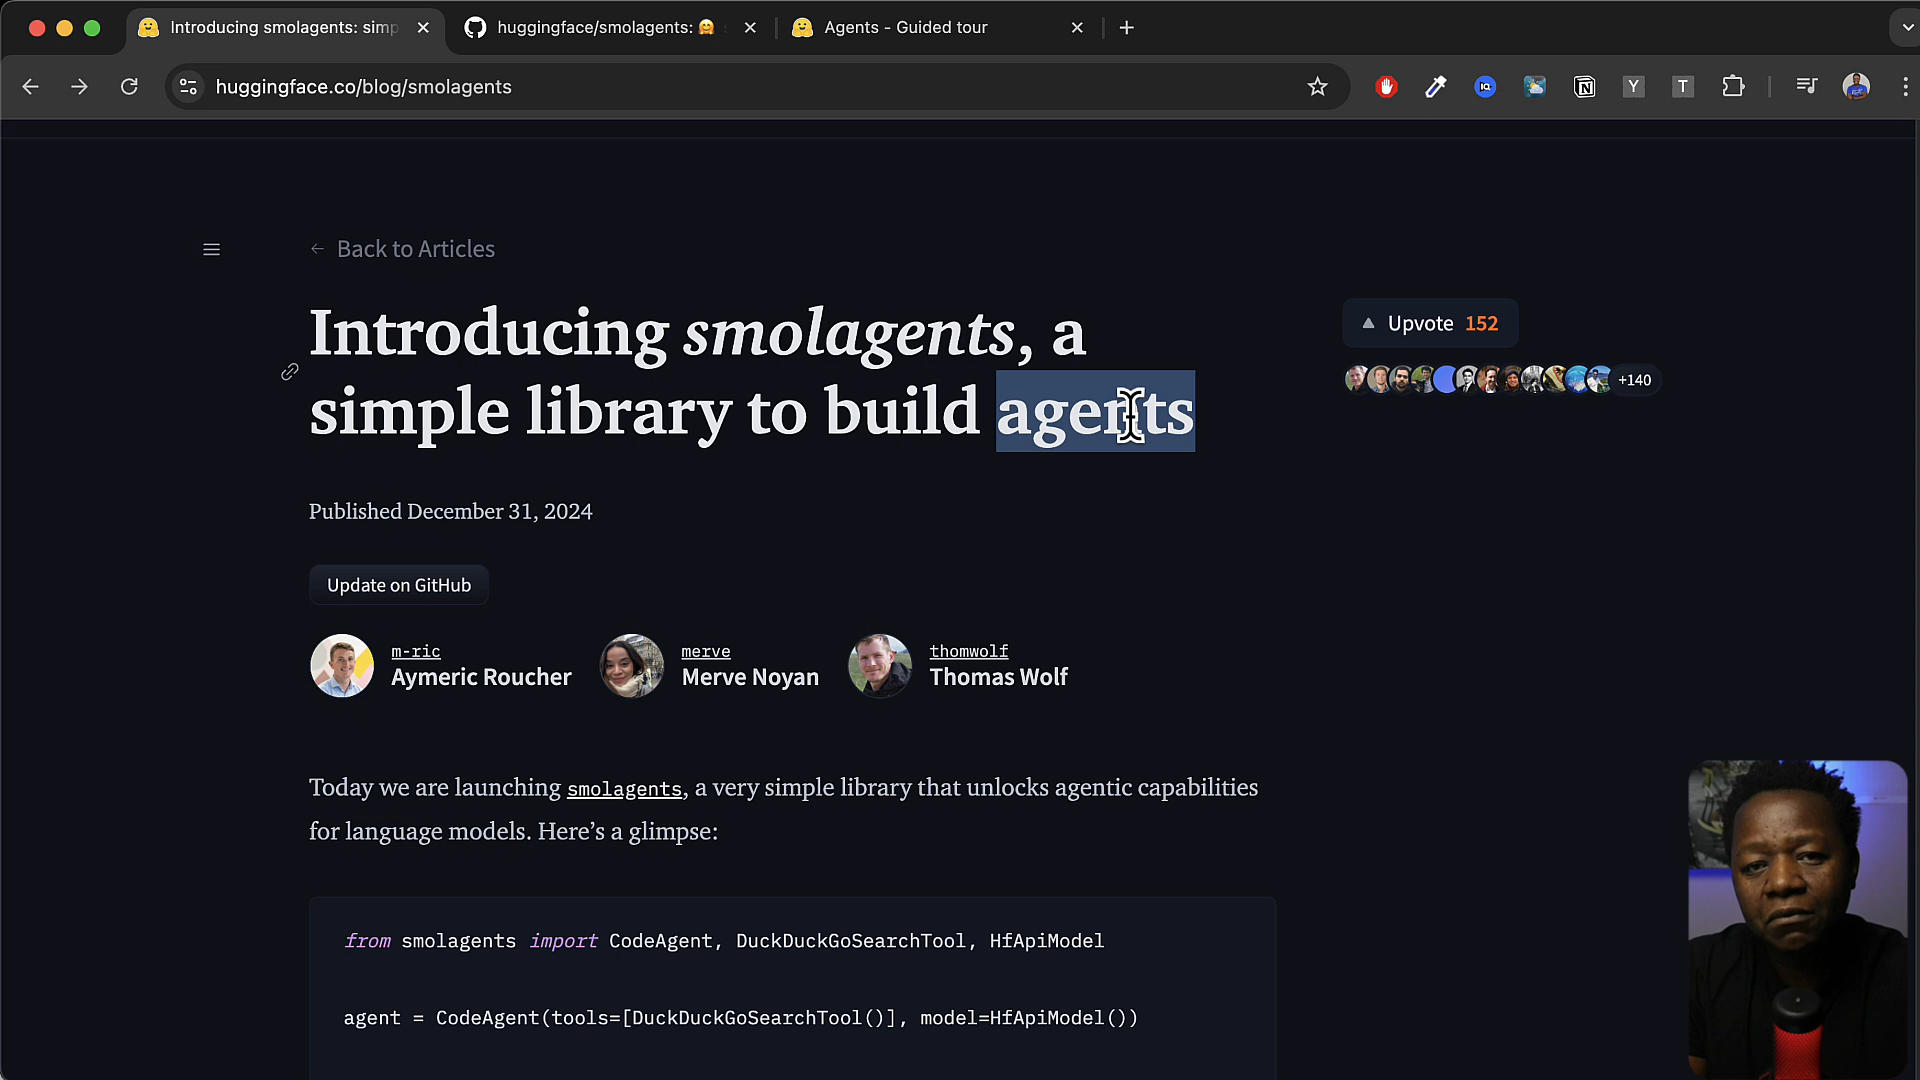 Introducing smolagents: simp
huggingface/smolagents: 🤗
Agents - Guided tour
huggingface.co/blog/smolagents
IQ
N
Y
T
← Back to Articles
Introducing smolagents, a
simple library to build agents
Upvote 152
+140
Published December 31, 2024
Update on GitHub
m-ric
Aymeric Roucher
merve
Merve Noyan
thomwolf
Thomas Wolf
Today we are launching smolagents, a very simple library that unlocks agentic capabilities
for language models. Here’s a glimpse:
from smolagents import CodeAgent, DuckDuckGoSearchTool, HfApiModel
agent = CodeAgent(tools=[DuckDuckGoSearchTool()], model=HfApiModel())